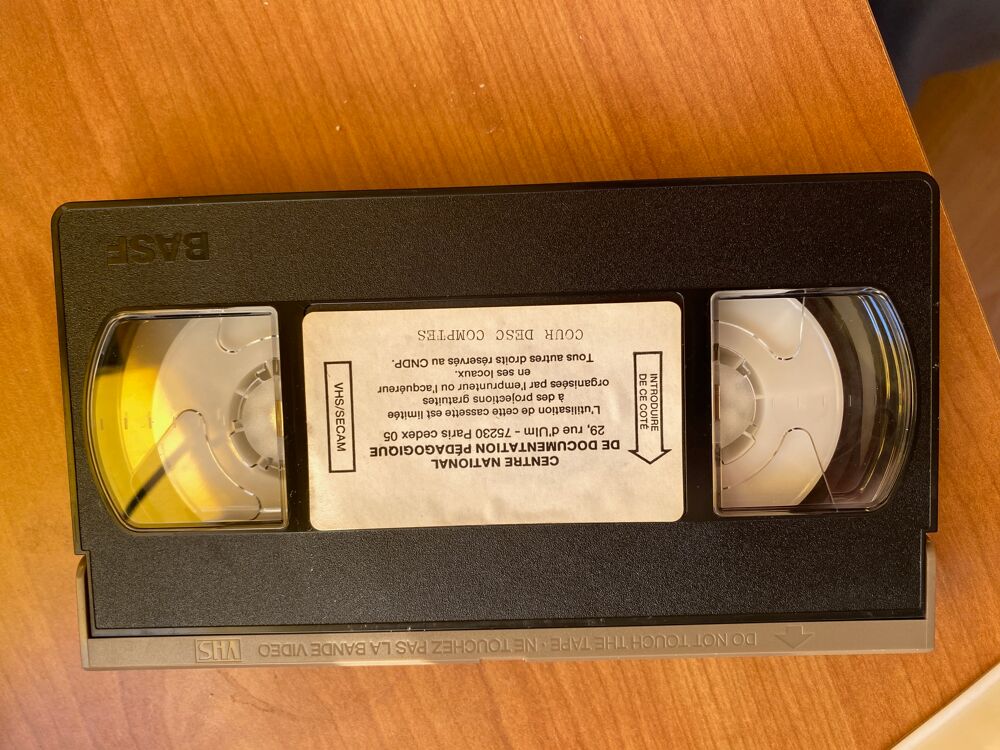 DO NOT TOUCH THE TAPE · NE TOUCHEZ PAS LA BANDE VIDEO VHS
CENTRE NATIONAL
DE DOCUMENTATION PÉDAGOGIQUE
29, rue d'Ulm - 75230 Paris cedex 05
L'utilisation de cette cassette est limitée
à des projections gratuites
organisées par l'emprunteur ou l'acquéreur
en ses locaux.
Tous autres droits réservés au CNDP.
INTRODUIRE
DE CE COTÉ
VHS/SECAM
COUR DESC COMPTES
BASF